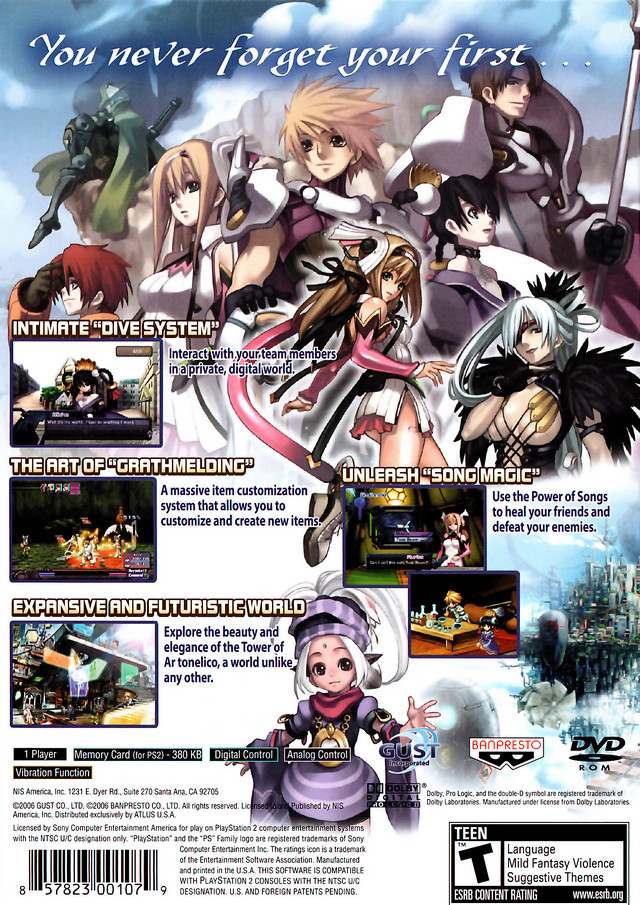 You never forget your first . . .
INTIMATE “DIVE SYSTEM”
Interact with your team members
in a private, digital world.
THE ART OF “GRATHMELDING”
A massive item customization
system that allows you to
customize and create new items.
UNLEASH “SONG MAGIC”
Use the Power of Songs
to heal your friends and
defeat your enemies.
EXPANSIVE AND FUTURISTIC WORLD
Explore the beauty and
elegance of the Tower of
Ar tonelico, a world unlike
any other.
1 Player
Memory Card (for PS2) - 380 KB
Digital Control
Analog Control
Vibration Function
GUST
Incorporated
BANPRESTO
DVD
ROM
NIS America, Inc. 1231 E. Dyer Rd., Suite 270 Santa Ana, CA 92705
©2006 GUST CO., LTD. ©2006 BANPRESTO CO., LTD. All rights reserved. Licensed to and Published by NIS
America, Inc. Distributed exclusively by ATLUS U.S.A.
DOLBY
DIGITAL
PRO LOGIC II
Dolby, Pro Logic, and the double-D symbol are registered trademark of
Dolby Laboratories. Manufactured under license from Dolby Laboratories.
Licensed by Sony Computer Entertainment America for play on PlayStation 2 computer entertainment systems
with the NTSC U/C designation only. “PlayStation” and the “PS” Family logo are registered trademarks of Sony
Computer Entertainment Inc. The ratings icon is a trademark
of the Entertainment Software Association. Manufactured
and printed in the U.S.A. THIS SOFTWARE IS COMPATIBLE
WITH PLAYSTATION 2 CONSOLES WITH THE NTSC U/C
DESIGNATION. U.S. AND FOREIGN PATENTS PENDING.
8 57823 00107 9
TEEN
T
TM
Language
Mild Fantasy Violence
Suggestive Themes
ESRB CONTENT RATING www.esrb.org